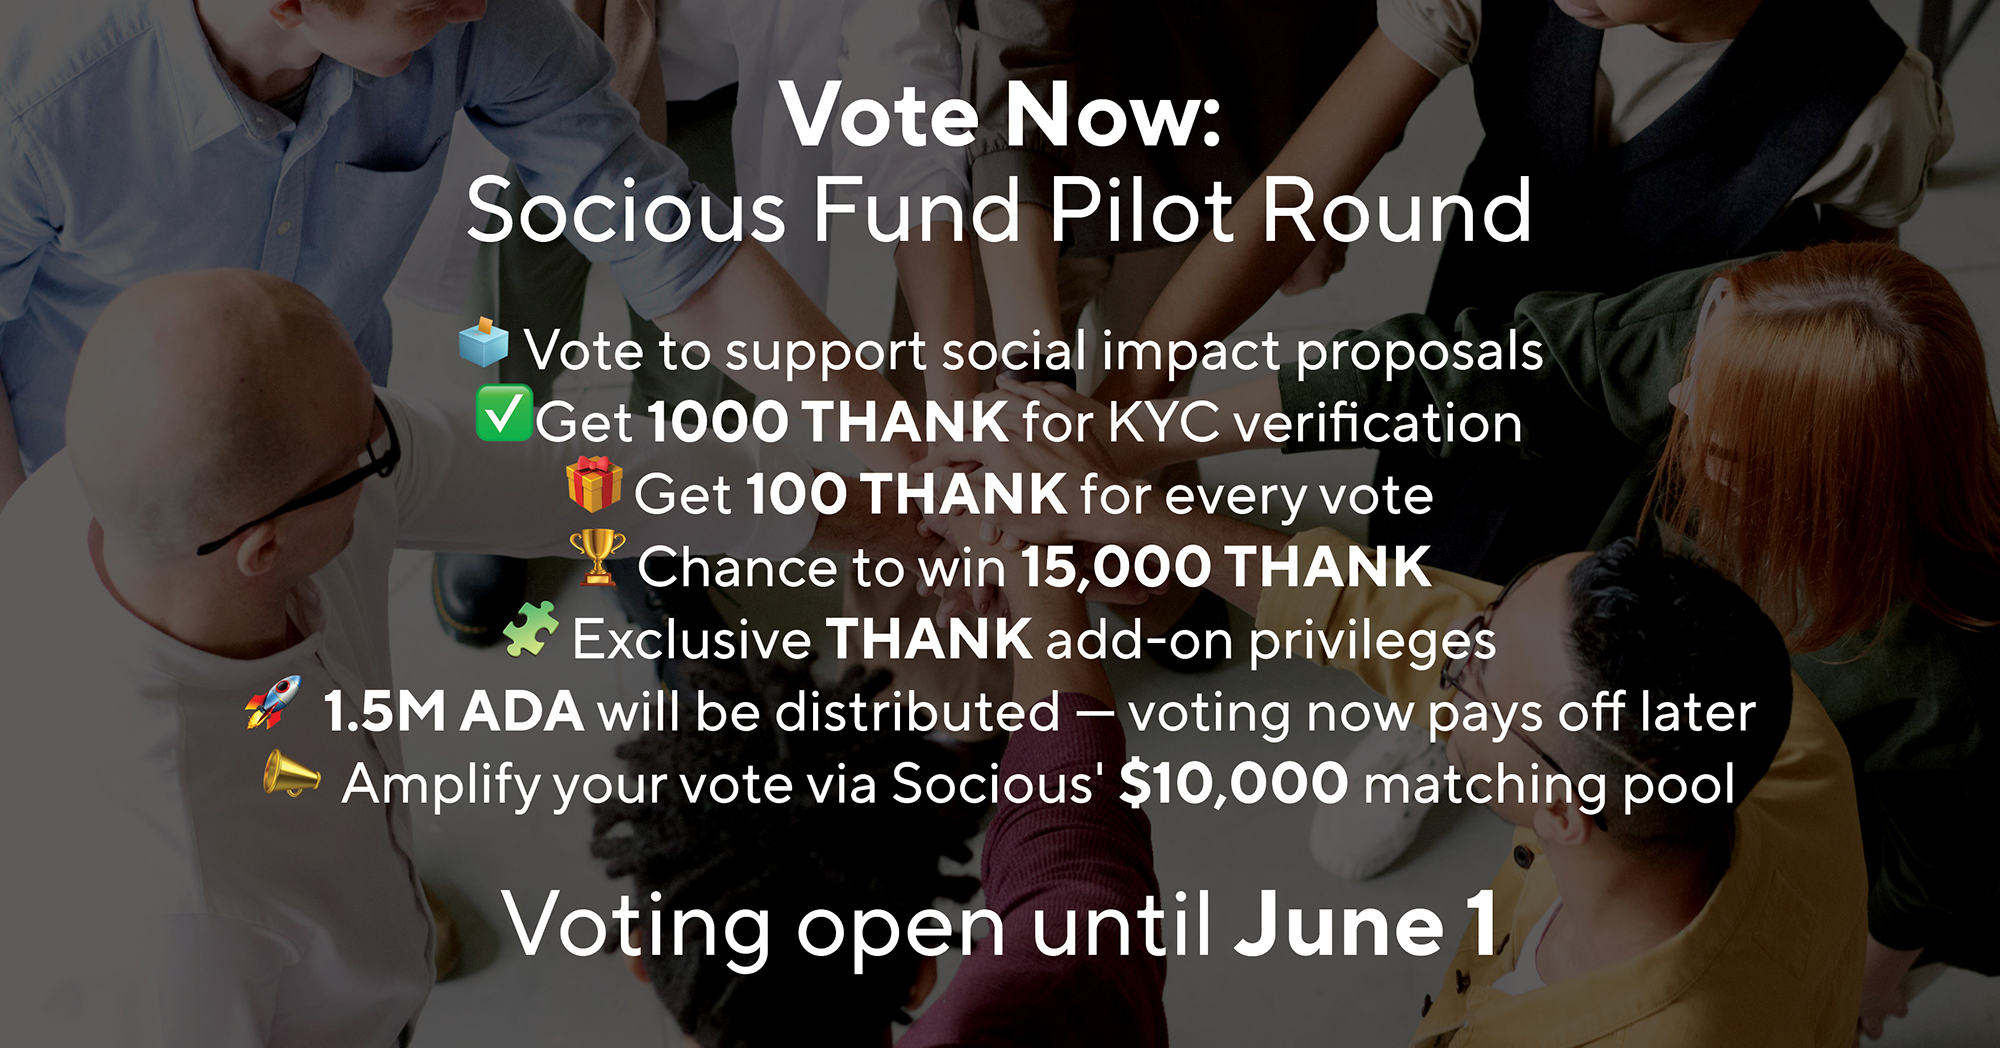 Vote Now:
Socious Fund Pilot Round
Vote to support social impact proposals
Get 1000 THANK for KYC verification
Get 100 THANK for every vote
Chance to win 15,000 THANK
Exclusive THANK add-on privileges
1.5M ADA will be distributed — voting now pays off later
Amplify your vote via Socious' $10,000 matching pool
Voting open until June 1